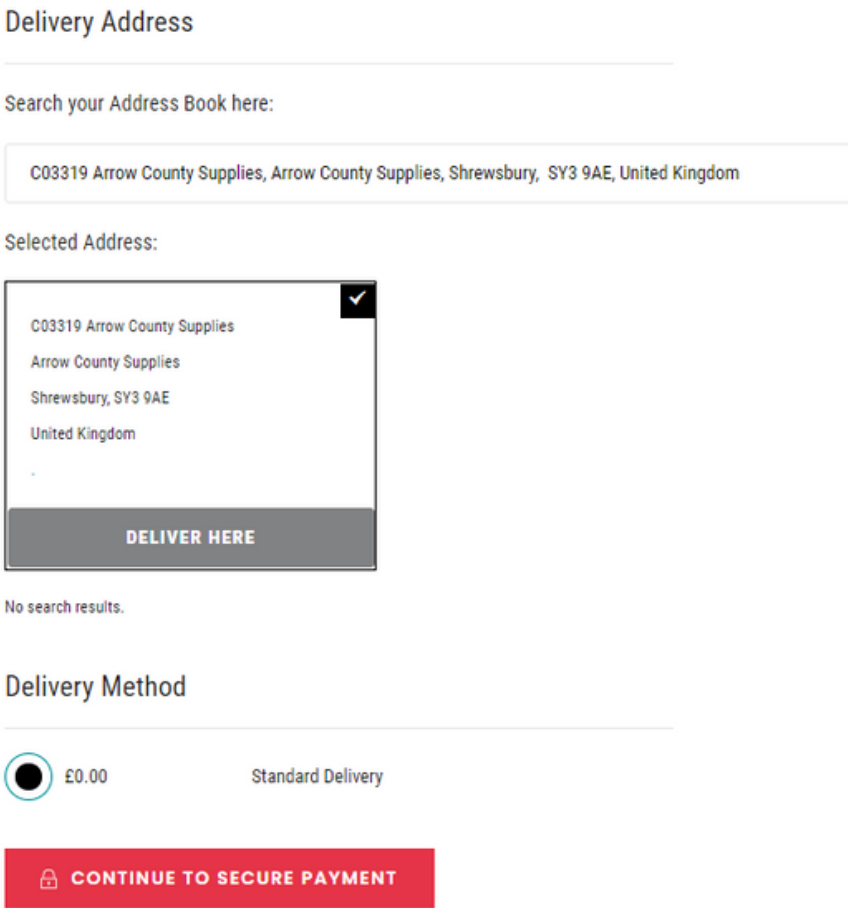 Delivery Address
Search your Address Book here:
C03319 Arrow County Supplies, Arrow County Supplies, Shrewsbury, SY3 9AE, United Kingdom
Selected Address:
C03319 Arrow County Supplies
Arrow County Supplies
Shrewsbury, SY3 9AE
United Kingdom
.
DELIVER HERE
No search results.
Delivery Method
£0.00 Standard Delivery
CONTINUE TO SECURE PAYMENT